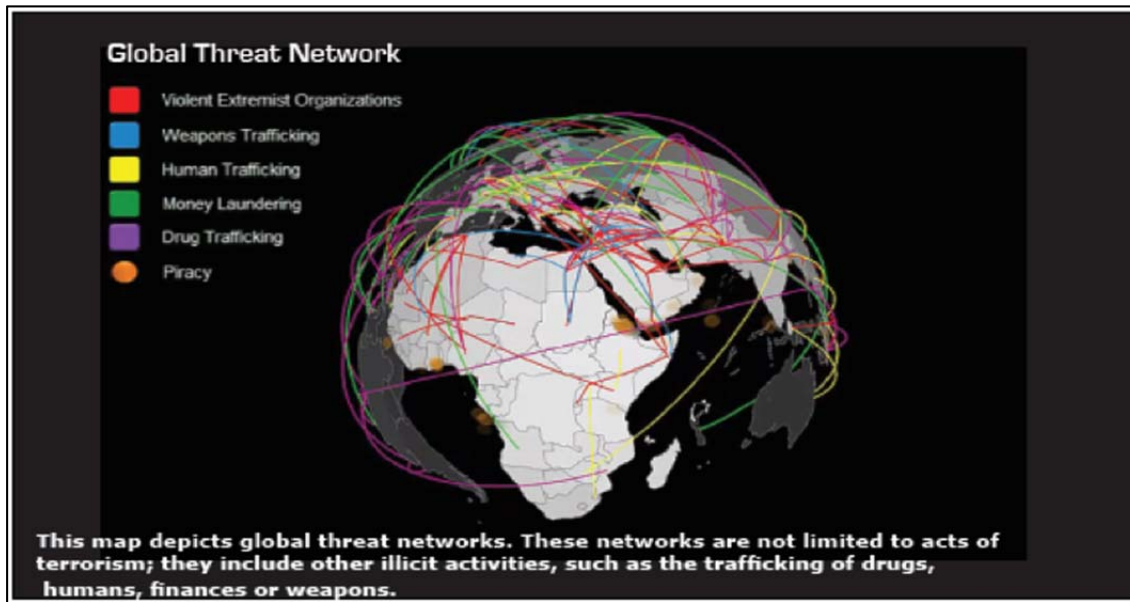 Global Threat Network
Violent Extremist Organizations
Weapons Trafficking
Human Trafficking
Money Laundering
Drug Trafficking
Piracy
This map depicts global threat networks. These networks are not limited to acts of
terrorism; they include other illicit activities, such as the trafficking of drugs,
humans, finances or weapons.